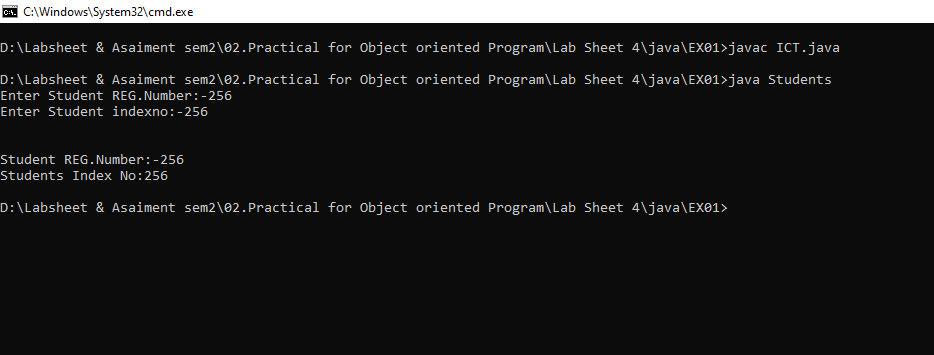 C:\Windows\System32\cmd.exe
D:\Labsheet & Asaiment sem2\02.Practical for Object oriented Program\Lab Sheet 4\java\EX01>javac ICT.java
D:\Labsheet & Asaiment sem2\02.Practical for Object oriented Program\Lab Sheet 4\java\EX01>java Students
Enter Student REG.Number:-256
Enter Student indexno:-256
Student REG.Number:-256
Students Index No:256
D:\Labsheet & Asaiment sem2\02.Practical for Object oriented Program\Lab Sheet 4\java\EX01>